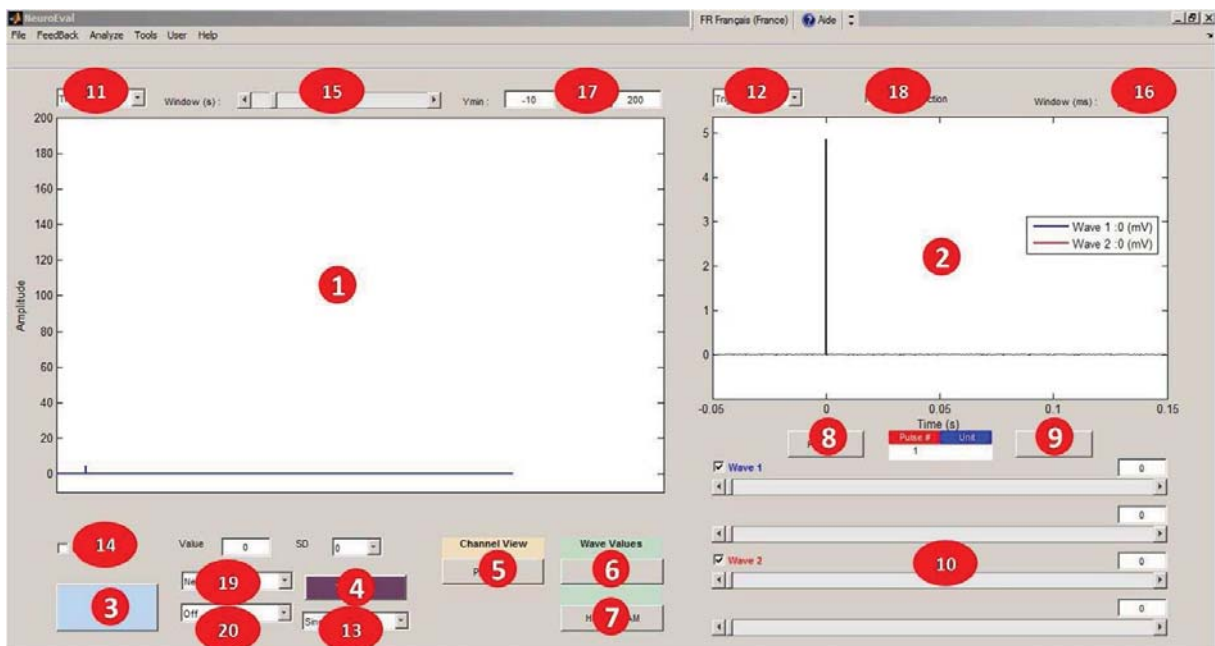 NeuroEval
FR Français (France) Aide
File FeedBack Analyze Tools User Help
11 Window (s) : 15 Ymin : -10 17 200
12 18 Window (ms) : 16
200
180
160
140
120
100
80
60
40
20
0
Amplitude
1
5
4
3
2
1
0
2
Wave 1 :0 (mV)
Wave 2 :0 (mV)
-0.05 0 0.05 0.1 0.15
Time (s)
8 Pulse # Unit 9
1
Wave 1 0
0
Wave 2 0
10
0
14 Value 0 SD 0
Channel View Wave Values
3 19 4 5 6
Off 20 13 7